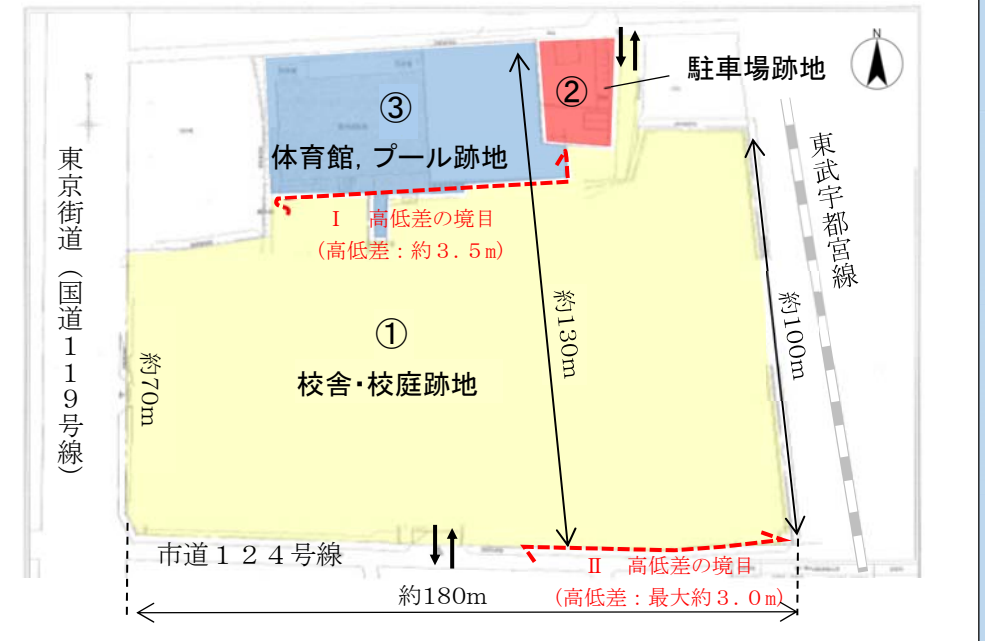 N
②
駐車場跡地
③
体育館，プール跡地
Ⅰ　高低差の境目
(高低差：約３．５ｍ)
東京街道（国道１１９号線）
東武宇都宮線
約130m
約100m
①
校舎・校庭跡地
約70m
市道１２４号線
Ⅱ　高低差の境目
(高低差：最大約３．０ｍ)
約180m